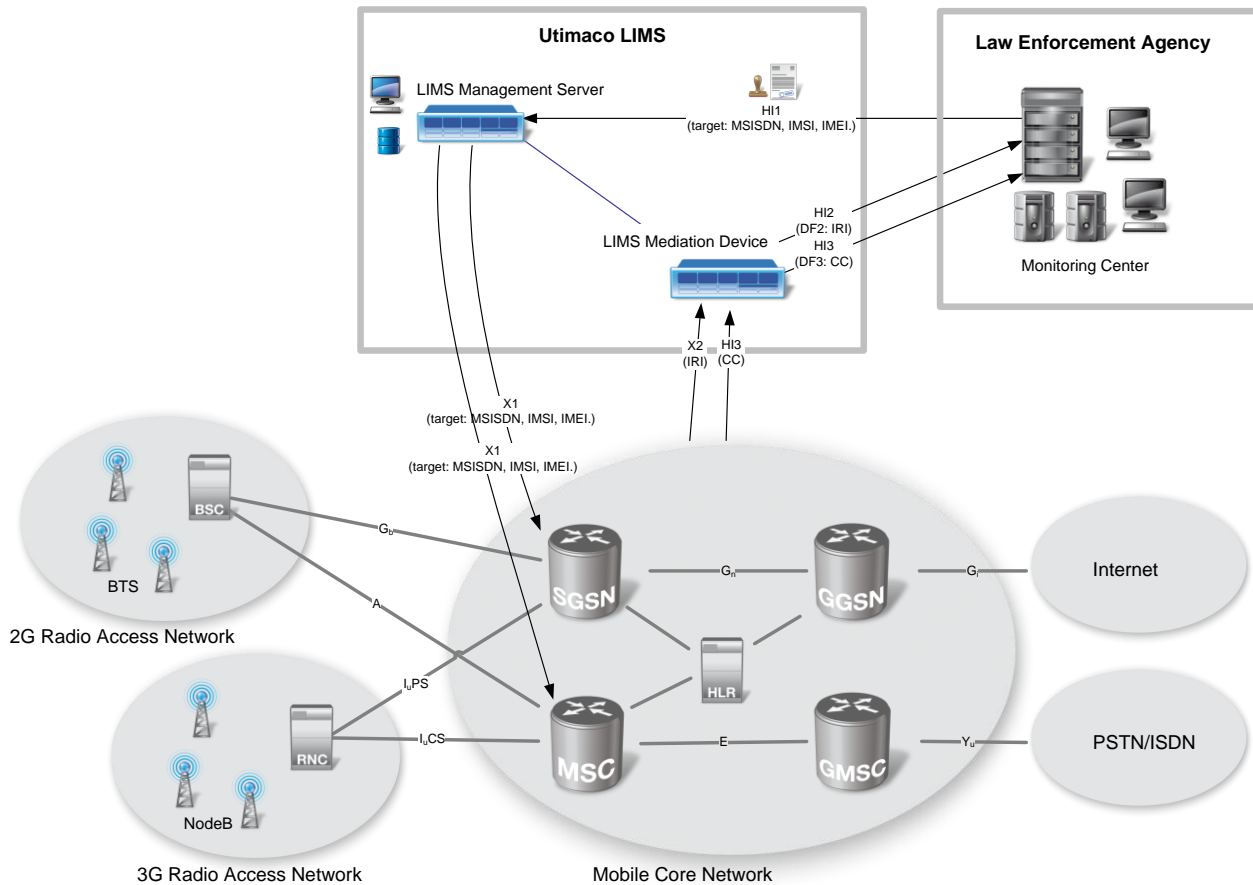 Utimaco LIMS
Law Enforcement Agency
LIMS Management Server
HI1
(target: MSISDN, IMSI, IMEI.)
HI2
(DF2: IRI)
HI3
(DF3: CC)
LIMS Mediation Device
Monitoring Center
X2
(IRI)
HI3
(CC)
X1
(target: MSISDN, IMSI, IMEI.)
X1
(target: MSISDN, IMSI, IMEI.)
BSC
BTS
2G Radio Access Network
Gb
A
SGSN
Gn
GGSN
Gi
Internet
HLR
IuPS
IuCS
RNC
NodeB
3G Radio Access Network
MSC
E
GMSC
Yu
PSTN/ISDN
Mobile Core Network